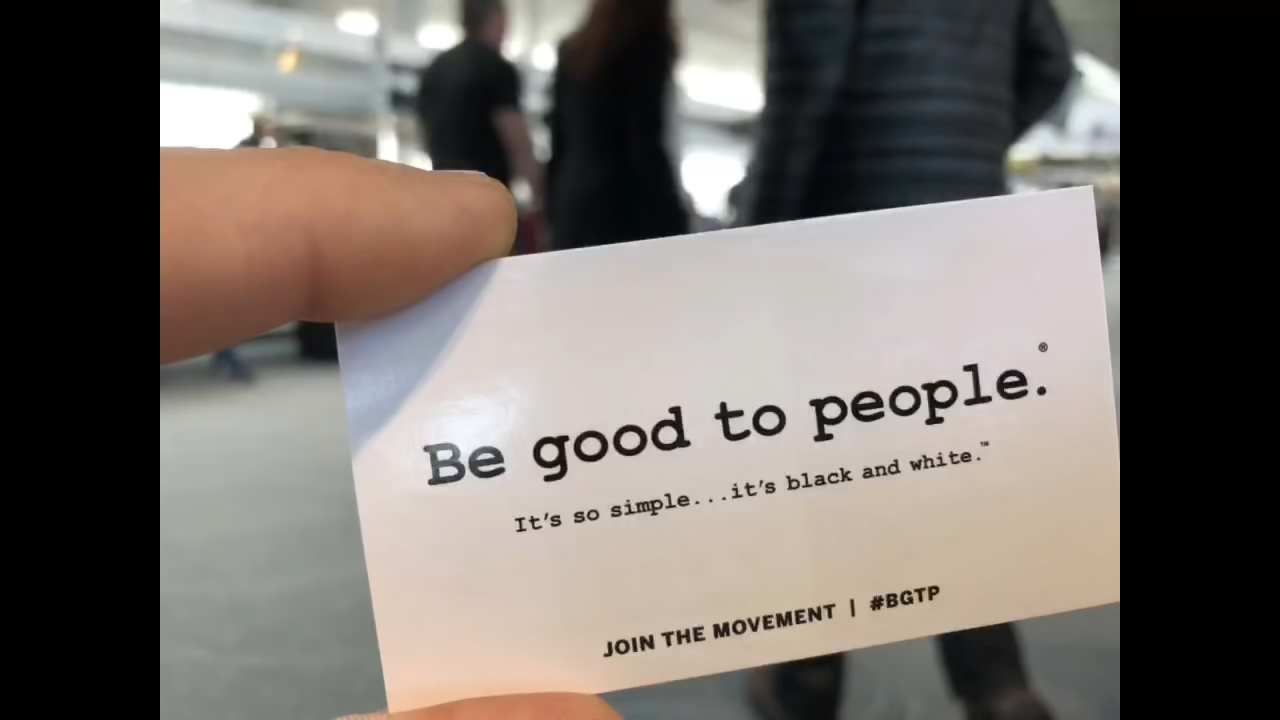 Be good to people.®
It's so simple...it's black and white.™
JOIN THE MOVEMENT | #BGTP